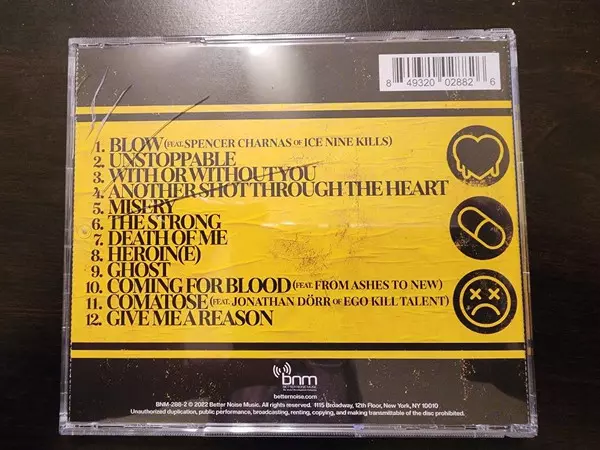 8 49320 02882 6
1. BLOW (FEAT. SPENCER CHARNAS OF ICE NINE KILLS)
2. UNSTOPPABLE
3. WITH OR WITHOUT YOU
4. ANOTHER SHOT THROUGH THE HEART
5. MISERY
6. THE STRONG
7. DEATH OF ME
8. HEROIN(E)
9. GHOST
10. COMING FOR BLOOD (FEAT. FROM ASHES TO NEW)
11. COMATOSE (FEAT. JONATHAN DÖRR OF EGO KILL TALENT)
12. GIVE ME A REASON
bnm
BETTER NOISE MUSIC
betternoise.com
BNM-288-2 © 2022 Better Noise Music. All rights reserved. 1115 Broadway, 12th Floor, New York, NY 10010
Unauthorized duplication, public performance, broadcasting, renting, copying, and making transmittable of the disc prohibited.